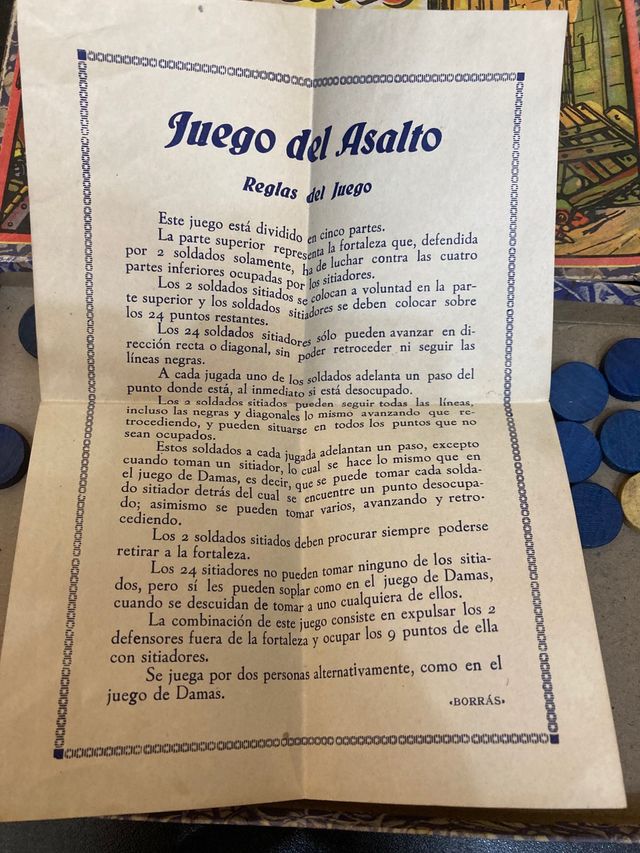 Juego del Asalto
Reglas del Juego
Este juego está dividido en cinco partes.
La parte superior representa la fortaleza que, defendida
por 2 soldados solamente, ha de luchar contra las cuatro
partes inferiores ocupadas por los sitiadores.
Los 2 soldados sitiados se colocan a voluntad en la par-
te superior y los soldados sitiadores se deben colocar sobre
los 24 puntos restantes.
Los 24 soldados sitiadores sólo pueden avanzar en di-
rección recta o diagonal, sin poder retroceder ni seguir las
líneas negras.
A cada jugada uno de los soldados adelanta un paso del
punto donde está, al inmediato si está desocupado.
Los 2 soldados sitiados pueden seguir todas las líneas,
incluso las negras y diagonales lo mismo avanzando que re-
trocediendo, y pueden situarse en todos los puntos que no
sean ocupados.
Estos soldados a cada jugada adelantan un paso, excepto
cuando toman un sitiador, lo cual se hace lo mismo que en
el juego de Damas, es decir, que se puede tomar cada solda-
do sitiador detrás del cual se encuentre un punto desocupa-
do; asimismo se pueden tomar varios, avanzando y retro-
cediendo.
Los 2 soldados sitiados deben procurar siempre poderse
retirar a la fortaleza.
Los 24 sitiadores no pueden tomar ninguno de los sitia-
dos, pero sí les pueden soplar como en el juego de Damas,
cuando se descuidan de tomar a uno cualquiera de ellos.
La combinación de este juego consiste en expulsar los 2
defensores fuera de la fortaleza y ocupar los 9 puntos de ella
con sitiadores.
Se juega por dos personas alternativamente, como en el
juego de Damas.
«BORRÁS»